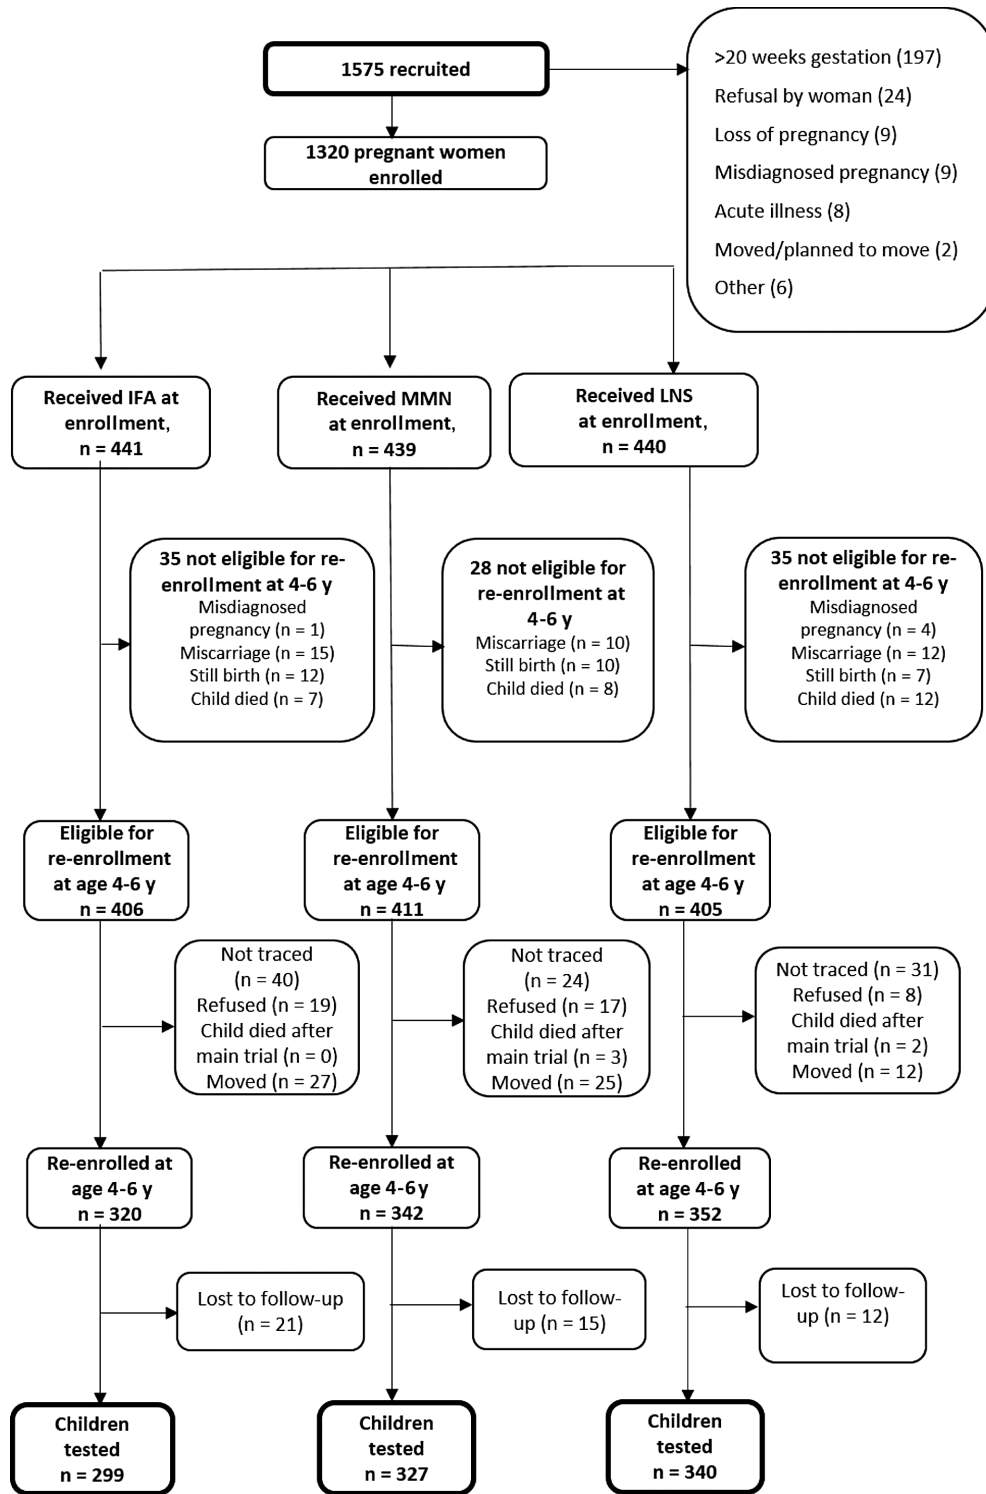 1575 recruited
>20 weeks gestation (197)
Refusal by woman (24)
Loss of pregnancy (9)
Misdiagnosed pregnancy (9)
Acute illness (8)
Moved/planned to move (2)
Other (6)
1320 pregnant women
enrolled
Received IFA at
enrollment,
n = 441
Received MMN
at enrollment,
n = 439
Received LNS
at enrollment,
n = 440
35 not eligible for re-
enrollment at 4-6 y
Misdiagnosed
pregnancy (n = 1)
Miscarriage (n = 15)
Still birth (n = 12)
Child died (n = 7)
28 not eligible for
re-enrollment at
4-6 y
Miscarriage (n = 10)
Still birth (n = 10)
Child died (n = 8)
35 not eligible for re-
enrollment at 4-6 y
Misdiagnosed
pregnancy (n = 4)
Miscarriage (n = 12)
Still birth (n = 7)
Child died (n = 12)
Eligible for
re-enrollment
at age 4-6 y
n = 406
Eligible for
re-enrollment
at age 4-6 y
n = 411
Eligible for
re-enrollment
at age 4-6 y
n = 405
Not traced
(n = 40)
Refused (n = 19)
Child died after
main trial (n = 0)
Moved (n = 27)
Not traced
(n = 24)
Refused (n = 17)
Child died after
main trial (n = 3)
Moved (n = 25)
Not traced (n = 31)
Refused (n = 8)
Child died after
main trial (n = 2)
Moved (n = 12)
Re-enrolled at
age 4-6 y
n = 320
Re-enrolled at
age 4-6 y
n = 342
Re-enrolled
at age 4-6 y
n = 352
Lost to follow-up
(n = 21)
Lost to follow-
up (n = 15)
Lost to follow-
up (n = 12)
Children
tested
n = 299
Children
tested
n = 327
Children
tested
n = 340